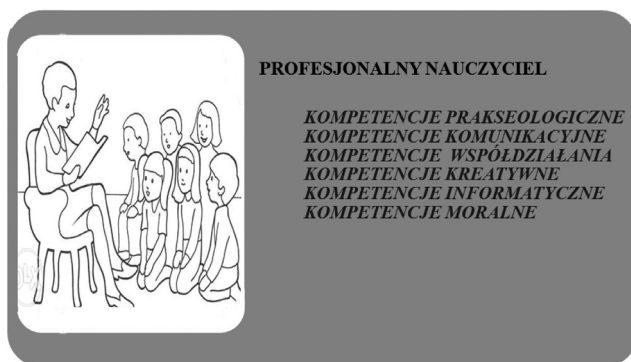 PROFESJONALNY NAUCZYCIEL
KOMPETENCJE PRAKSEOLOGICZNE
KOMPETENCJE KOMUNIKACYJNE
KOMPETENCJE WSPÓŁDZIAŁANIA
KOMPETENCJE KREATYWNE
KOMPETENCJE INFORMATYCZNE
KOMPETENCJE MORALNE